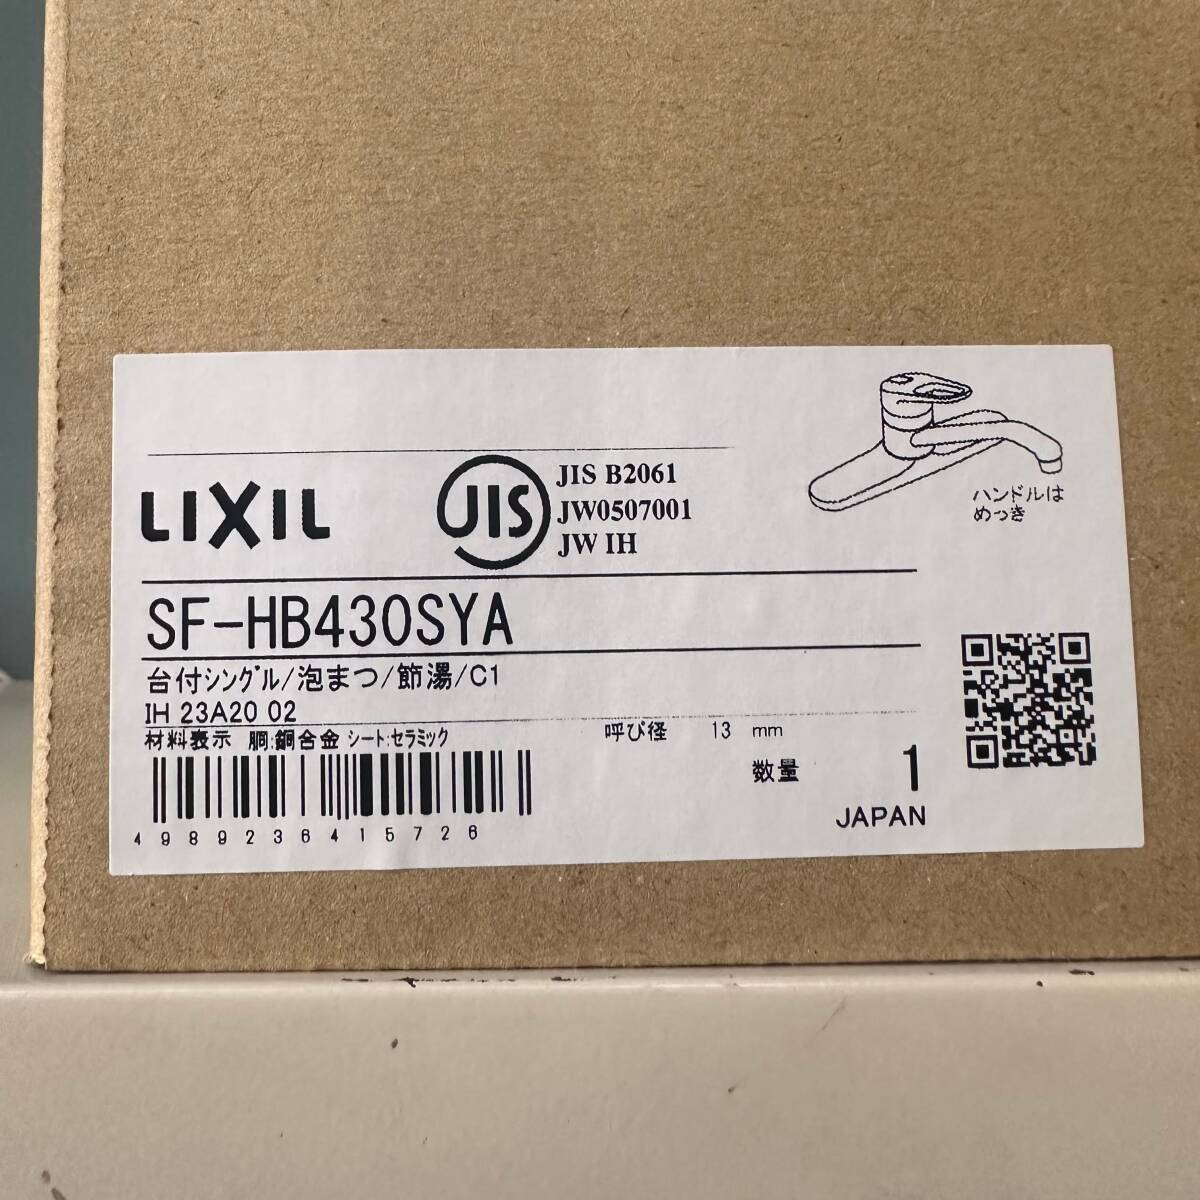 LIXIL
JIS
JIS B2061
JW0507001
JW IH
ハンドルは
めっき
SF-HB430SYA
台付シングル/泡まつ/節湯/C1
IH 23A20 02
材料表示 胴:銅合金 シート:セラミック
呼び径 13 mm
数量 1
JAPAN
4989236415726